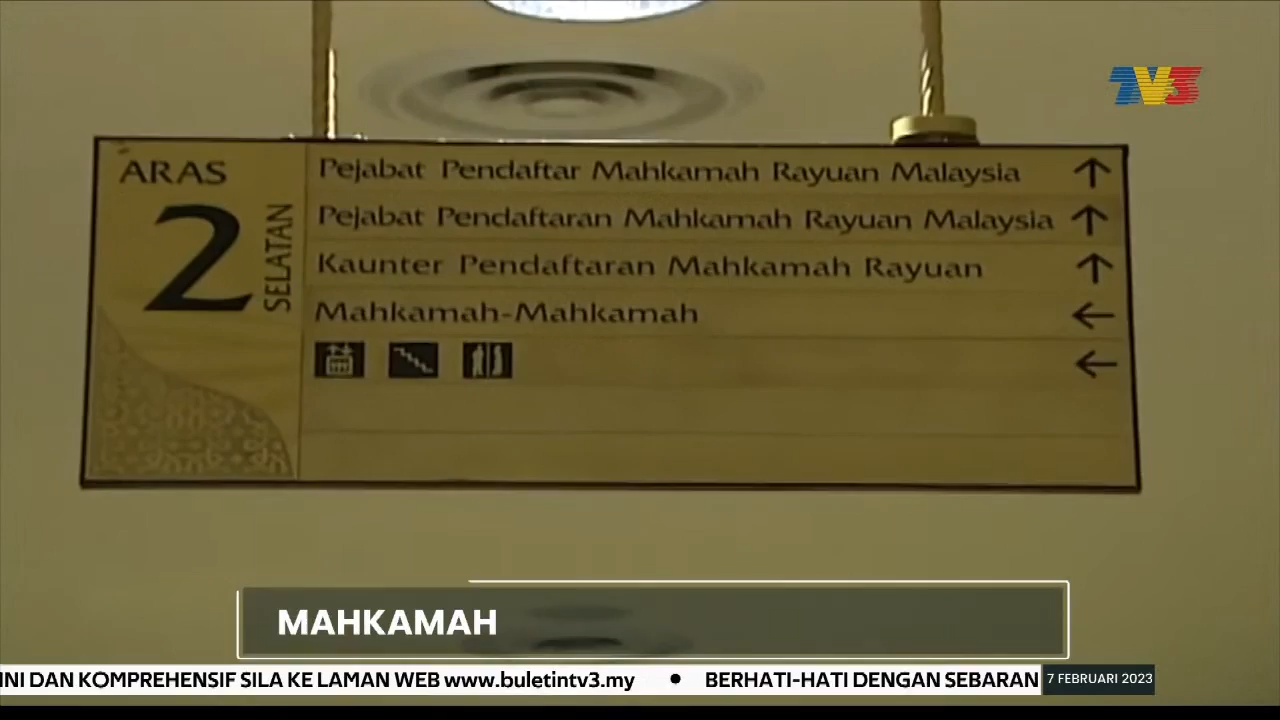 TV3
ARAS
2
SELATAN
Pejabat Pendaftar Mahkamah Rayuan Malaysia
Pejabat Pendaftaran Mahkamah Rayuan Malaysia
Kaunter Pendaftaran Mahkamah Rayuan
Mahkamah-Mahkamah
MAHKAMAH
INI DAN KOMPREHENSIF SILA KE LAMAN WEB www.buletintv3.my • BERHATI-HATI DENGAN SEBARAN
7 FEBRUARI 2023